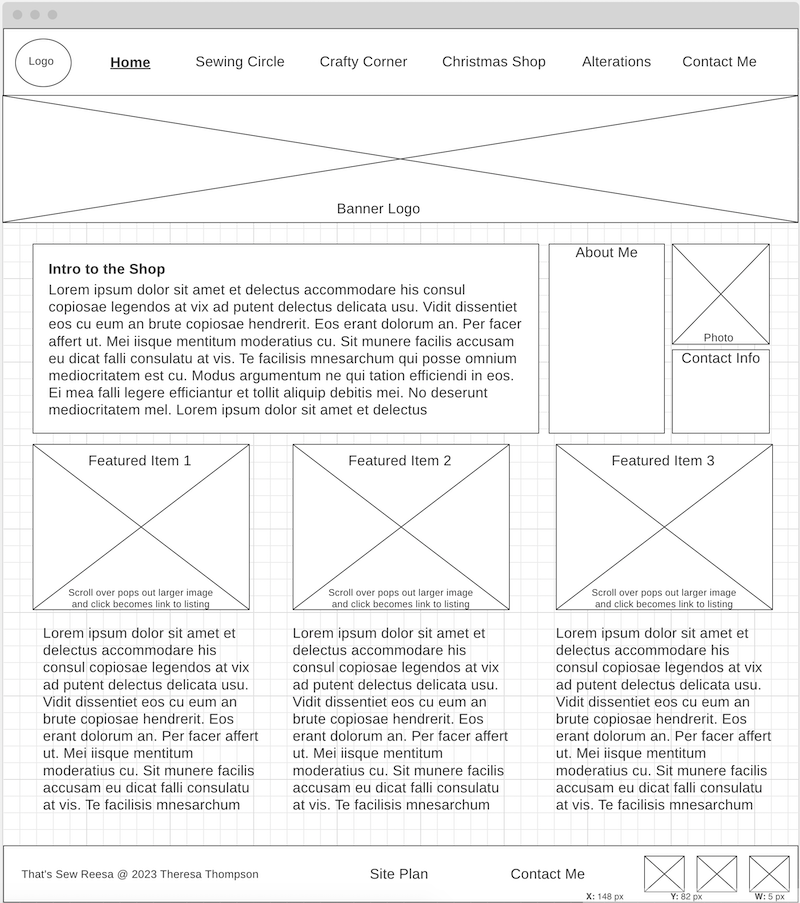 Logo
Home Sewing Circle Crafty Corner Christmas Shop Alterations Contact Me
Banner Logo
Intro to the Shop
Lorem ipsum dolor sit amet et delectus accommodare his consul
copiosae legendos at vix ad putent delectus delicata usu. Vidit dissentiet
eos cu eum an brute copiosae hendrerit. Eos erant dolorum an. Per facer
affert ut. Mei iisque mentitum moderatius cu. Sit munere facilis accusam
eu dicat falli consulatu at vis. Te facilisis mnesarchum qui posse omnium
mediocritatem est cu. Modus argumentum ne qui tation efficiendi in eos.
Ei mea falli legere efficiantur et tollit aliquip debitis mei. No deserunt
mediocritatem mel. Lorem ipsum dolor sit amet et delectus
About Me
Photo
Contact Info
Featured Item 1
Scroll over pops out larger image
and click becomes link to listing
Lorem ipsum dolor sit amet et
delectus accommodare his
consul copiosae legendos at vix
ad putent delectus delicata usu.
Vidit dissentiet eos cu eum an
brute copiosae hendrerit. Eos
erant dolorum an. Per facer affert
ut. Mei iisque mentitum
moderatius cu. Sit munere facilis
accusam eu dicat falli consulatu
at vis. Te facilisis mnesarchum
Featured Item 2
Scroll over pops out larger image
and click becomes link to listing
Lorem ipsum dolor sit amet et
delectus accommodare his
consul copiosae legendos at vix
ad putent delectus delicata usu.
Vidit dissentiet eos cu eum an
brute copiosae hendrerit. Eos
erant dolorum an. Per facer affert
ut. Mei iisque mentitum
moderatius cu. Sit munere facilis
accusam eu dicat falli consulatu
at vis. Te facilisis mnesarchum
Featured Item 3
Scroll over pops out larger image
and click becomes link to listing
Lorem ipsum dolor sit amet et
delectus accommodare his
consul copiosae legendos at vix
ad putent delectus delicata usu.
Vidit dissentiet eos cu eum an
brute copiosae hendrerit. Eos
erant dolorum an. Per facer affert
ut. Mei iisque mentitum
moderatius cu. Sit munere facilis
accusam eu dicat falli consulatu
at vis. Te facilisis mnesarchum
That's Sew Reesa @ 2023 Theresa Thompson Site Plan Contact Me
X: 148 px Y: 82 px W: 5 px